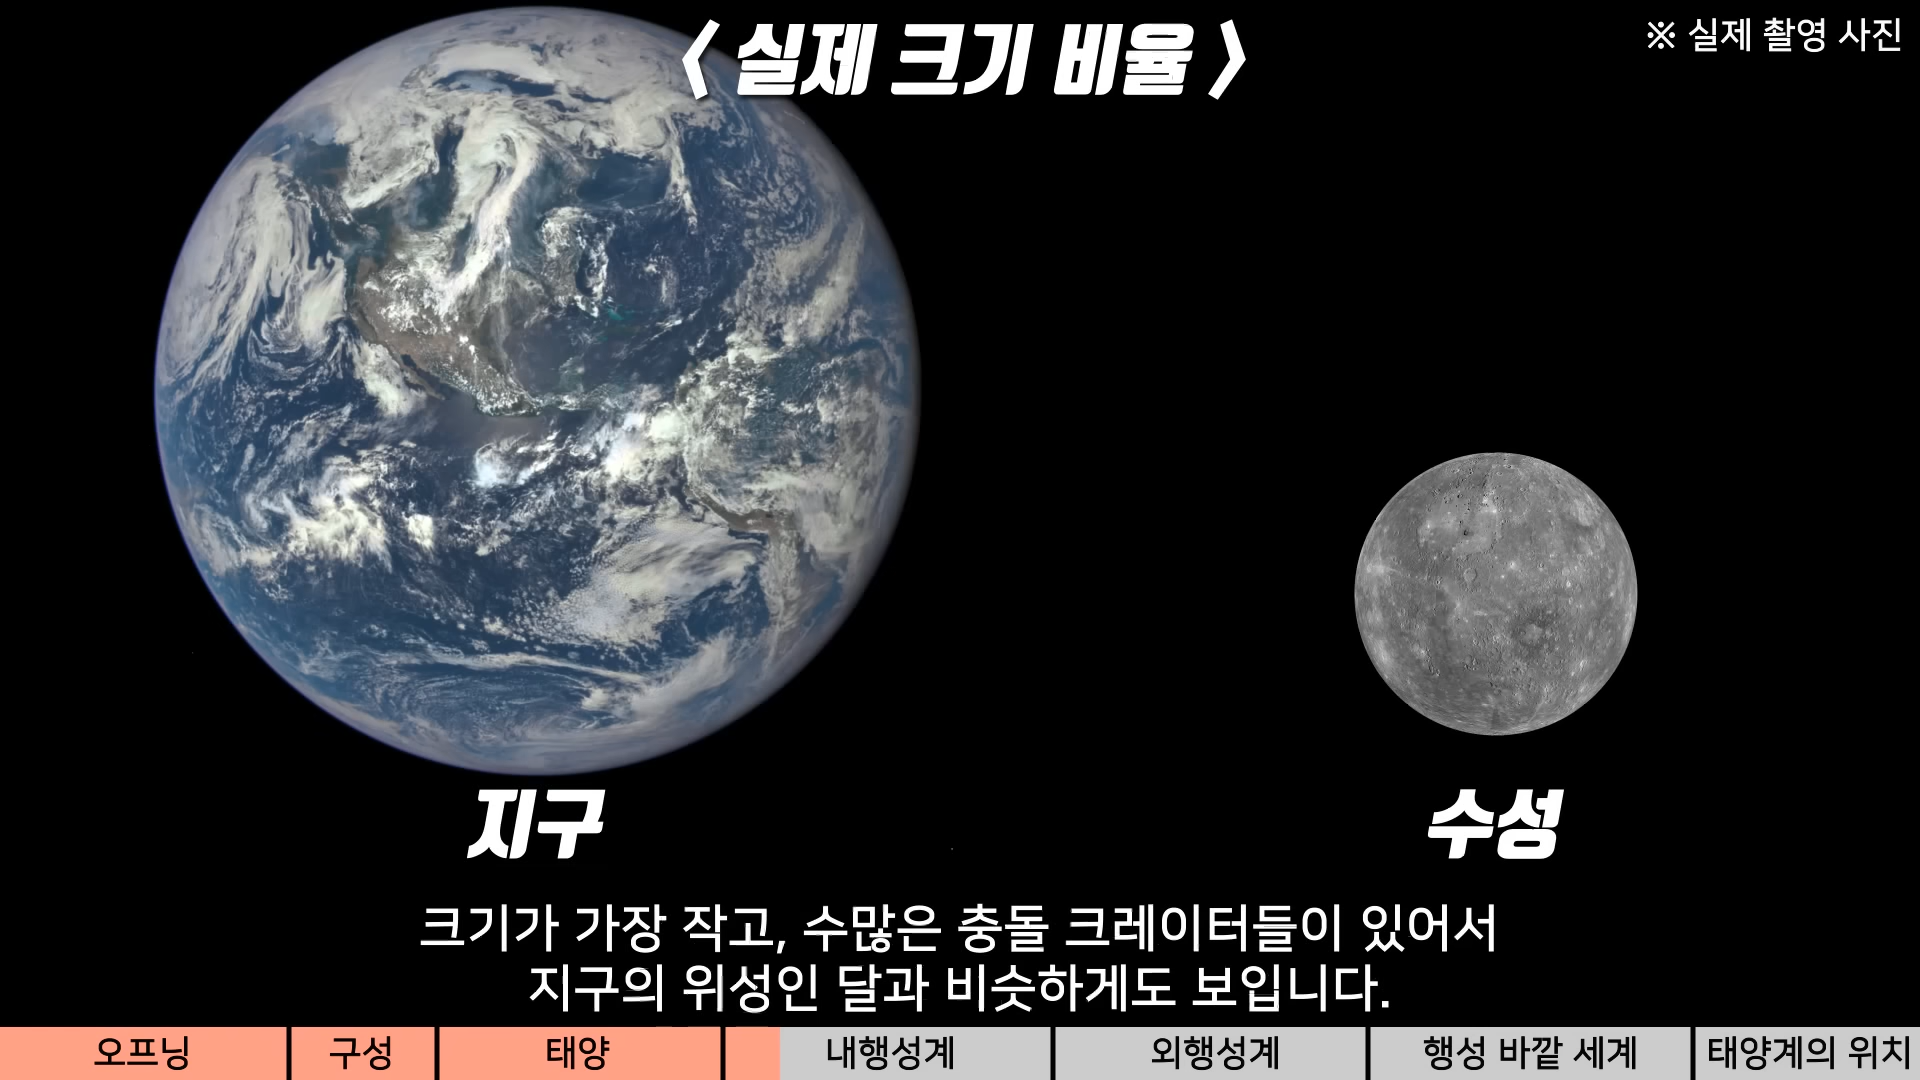 〈 실제 크기 비율 〉
※ 실제 촬영 사진
지구
수성
크기가 가장 작고, 수많은 충돌 크레이터들이 있어서
지구의 위성인 달과 비슷하게도 보입니다.
오프닝
구성
태양
내행성계
외행성계
행성 바깥 세계
태양계의 위치